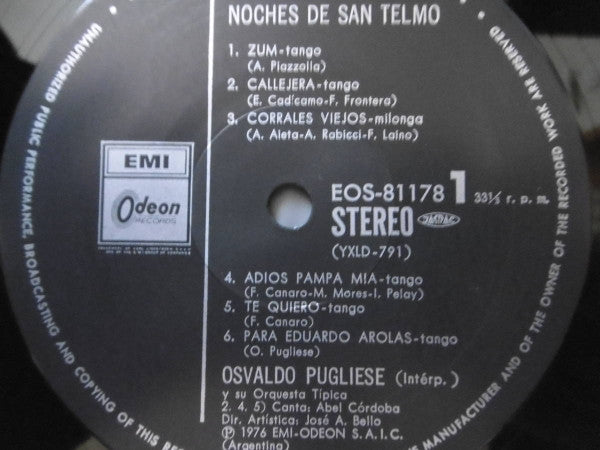 NOCHES DE SAN TELMO
1. ZUM-tango
(A. Piazzolla)
2. CALLEJERA-tango
(E. Cadícamo-F. Frontera)
3. CORRALES VIEJOS-milonga
(A. Aieta-A. Rabicci-F. Laino)
EMI
Odeon
RECORDS
EOS-81178 1 33⅓ r. p. m.
STEREO
(YXLD-791)
4. ADIOS PAMPA MIA-tango
(F. Canaro-M. Mores-I. Pelay)
5. TE QUIERO-tango
(F. Canaro)
6. PARA EDUARDO AROLAS-tango
(O. Pugliese)
OSVALDO PUGLIESE (Intérp.)
y su Orquesta Típica
2. 4. 5) Canta: Abel Córdoba
Dir. Artística: José A. Bello
Ⓟ 1976 EMI-ODEON S.A.I.C.
(Argentina)
UNAUTHORIZED PUBLIC PERFORMANCE, BROADCASTING AND COPYING OF THIS
MANUFACTURER AND OF THE OWNER OF THE RECORDED WORK ARE RESERVED